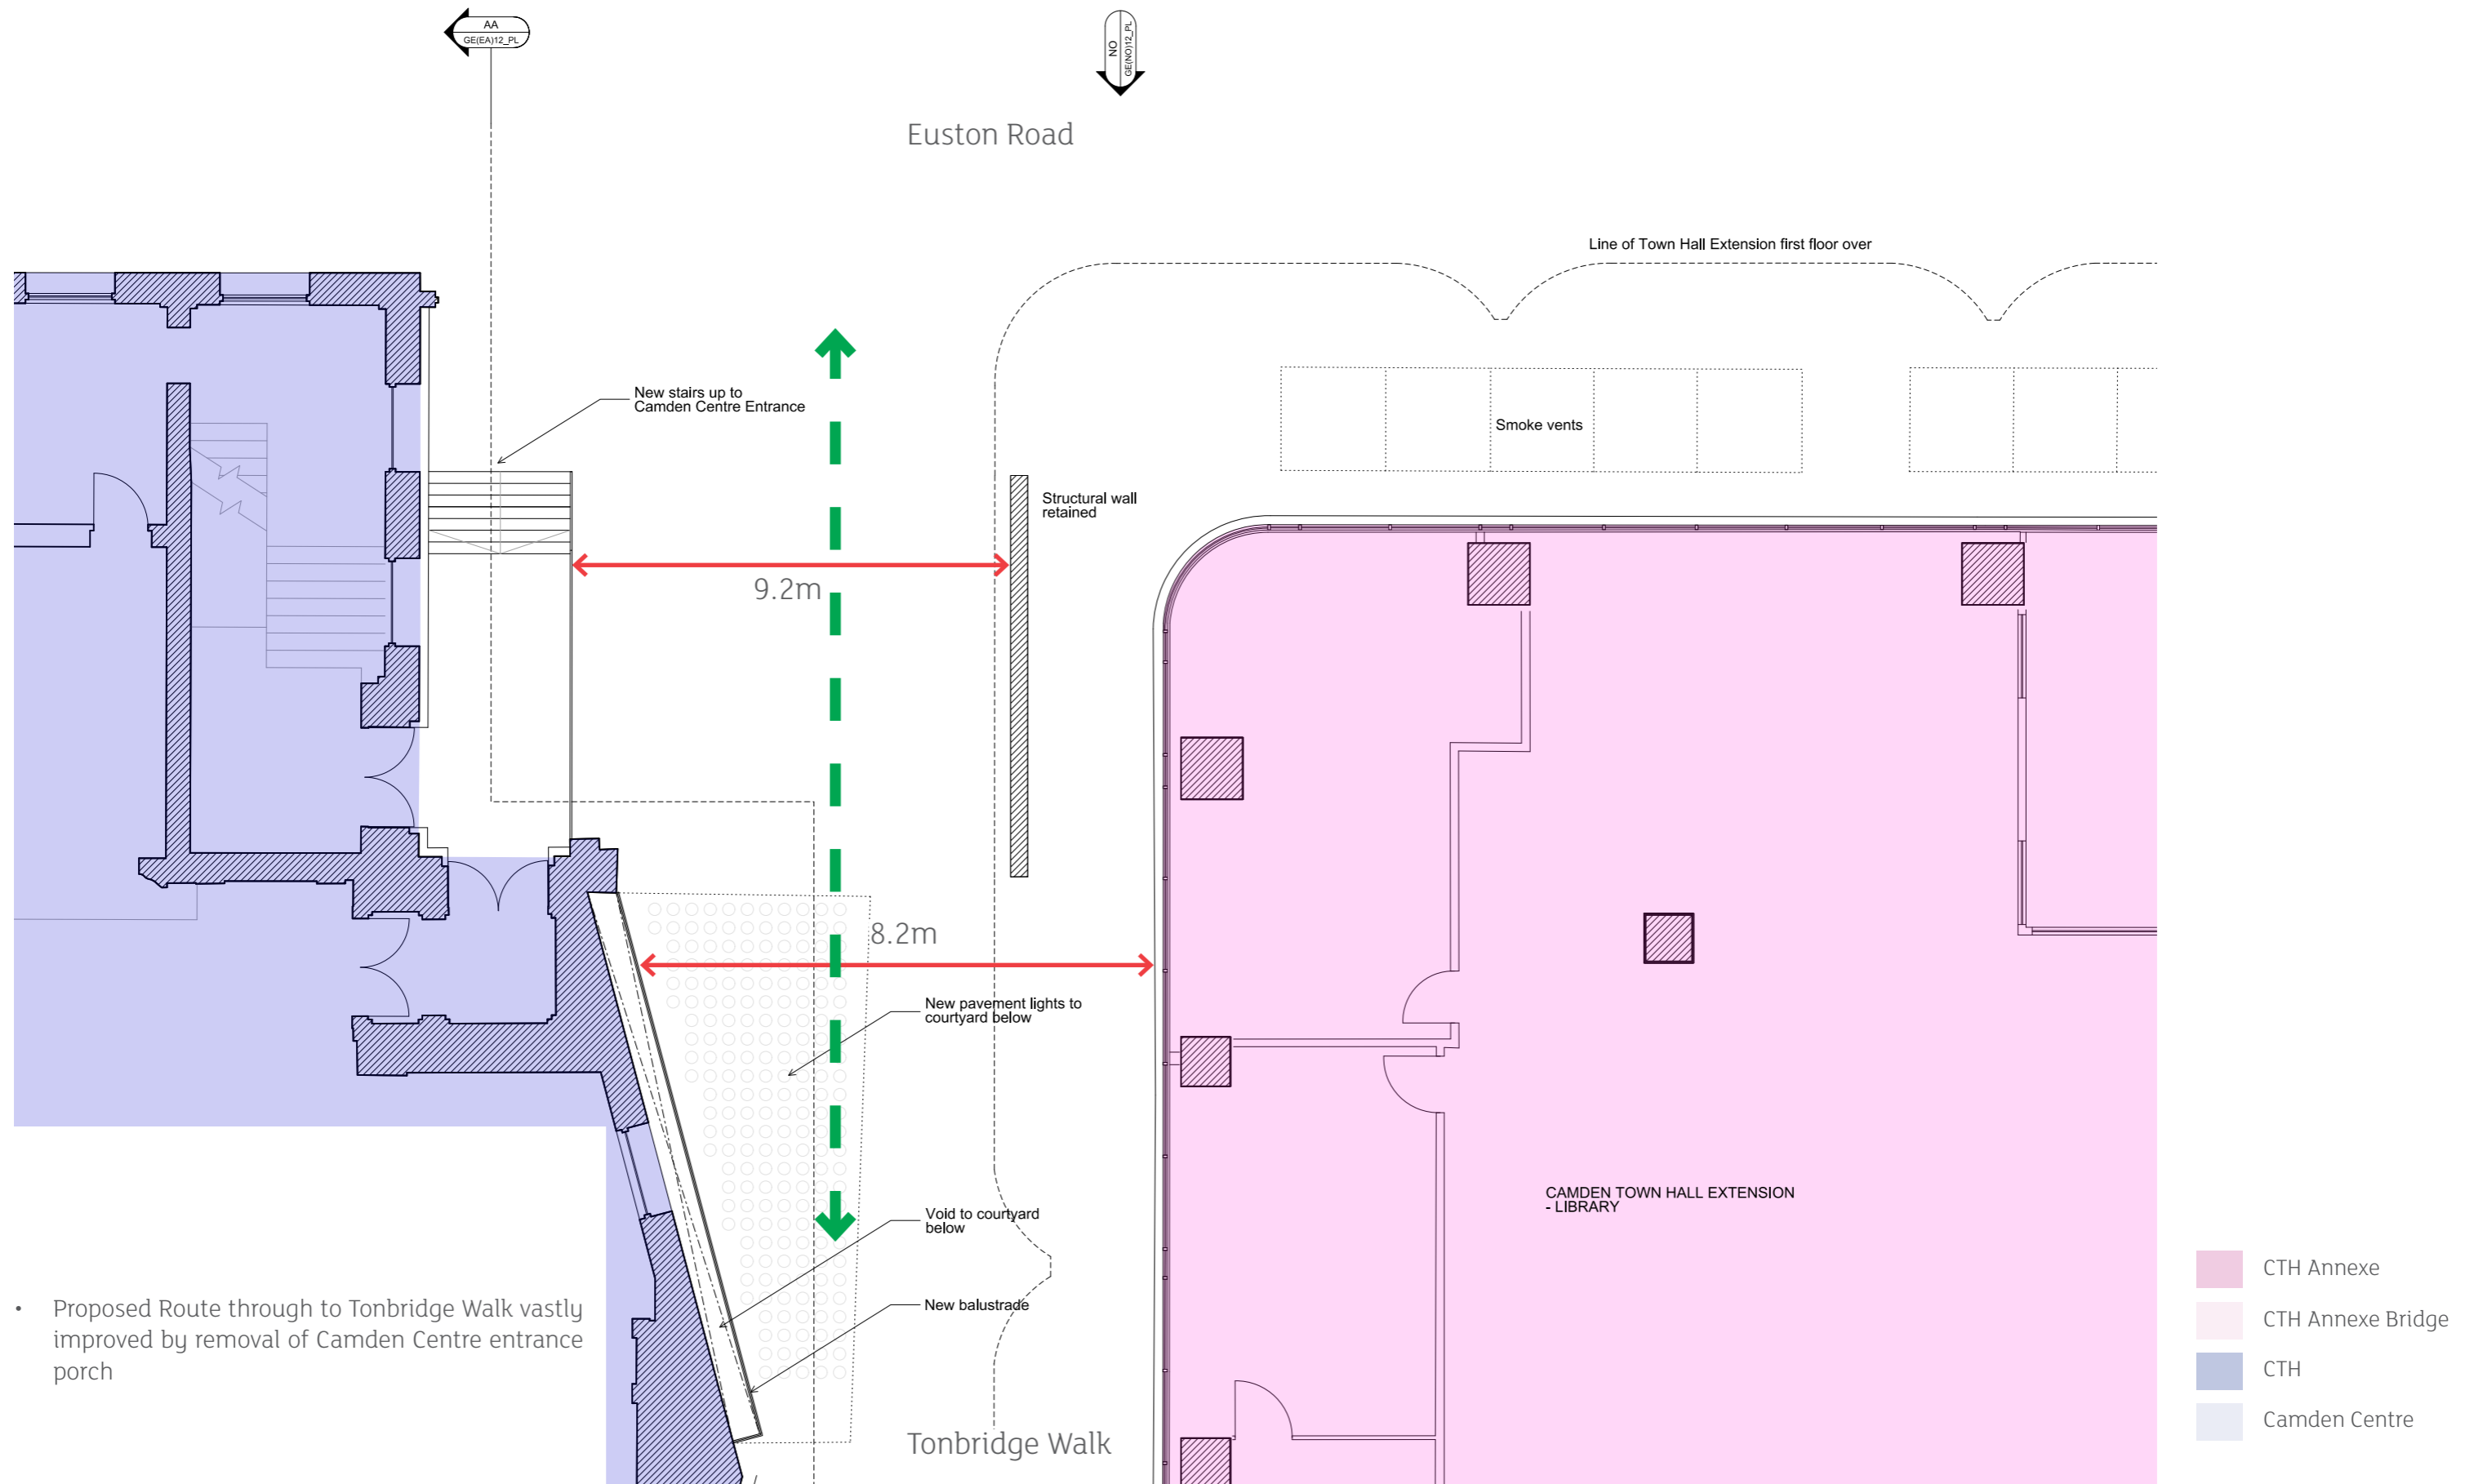 AA
GE(EA)12_PL
NO
GE(NO)12_PL
Euston Road
Line of Town Hall Extension first floor over
New stairs up to
Camden Centre Entrance
Smoke vents
Structural wall
retained
9.2m
8.2m
New pavement lights to
courtyard below
CAMDEN TOWN HALL EXTENSION
- LIBRARY
Void to courtyard
below
New balustrade
• Proposed Route through to Tonbridge Walk vastly
improved by removal of Camden Centre entrance
porch
Tonbridge Walk
CTH Annexe
CTH Annexe Bridge
CTH
Camden Centre